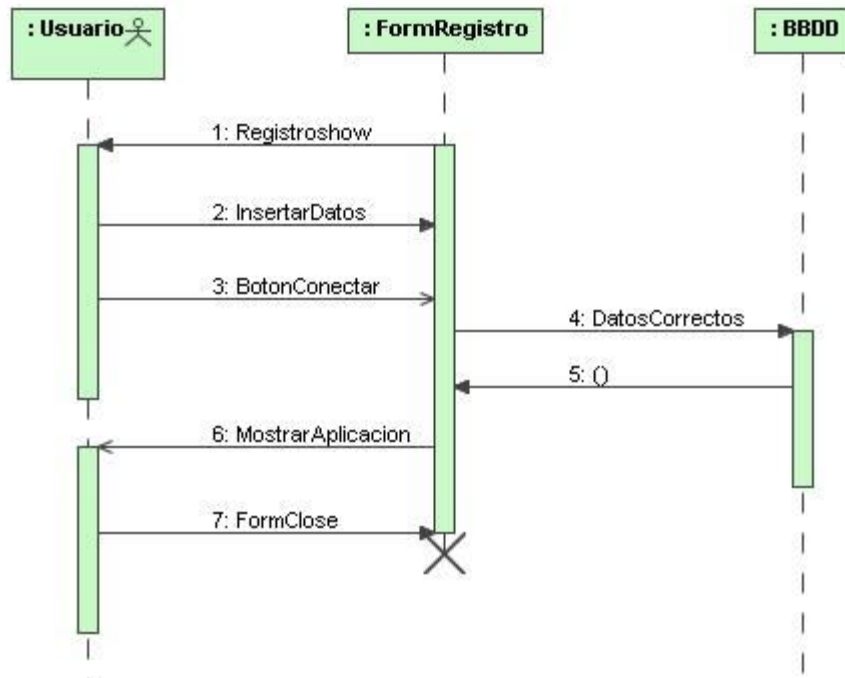 : Usuario
: FormRegistro
: BBDD
1: Registroshow
2: InsertarDatos
3: BotonConectar
4: DatosCorrectos
5: ()
6: MostrarAplicacion
7: FormClose